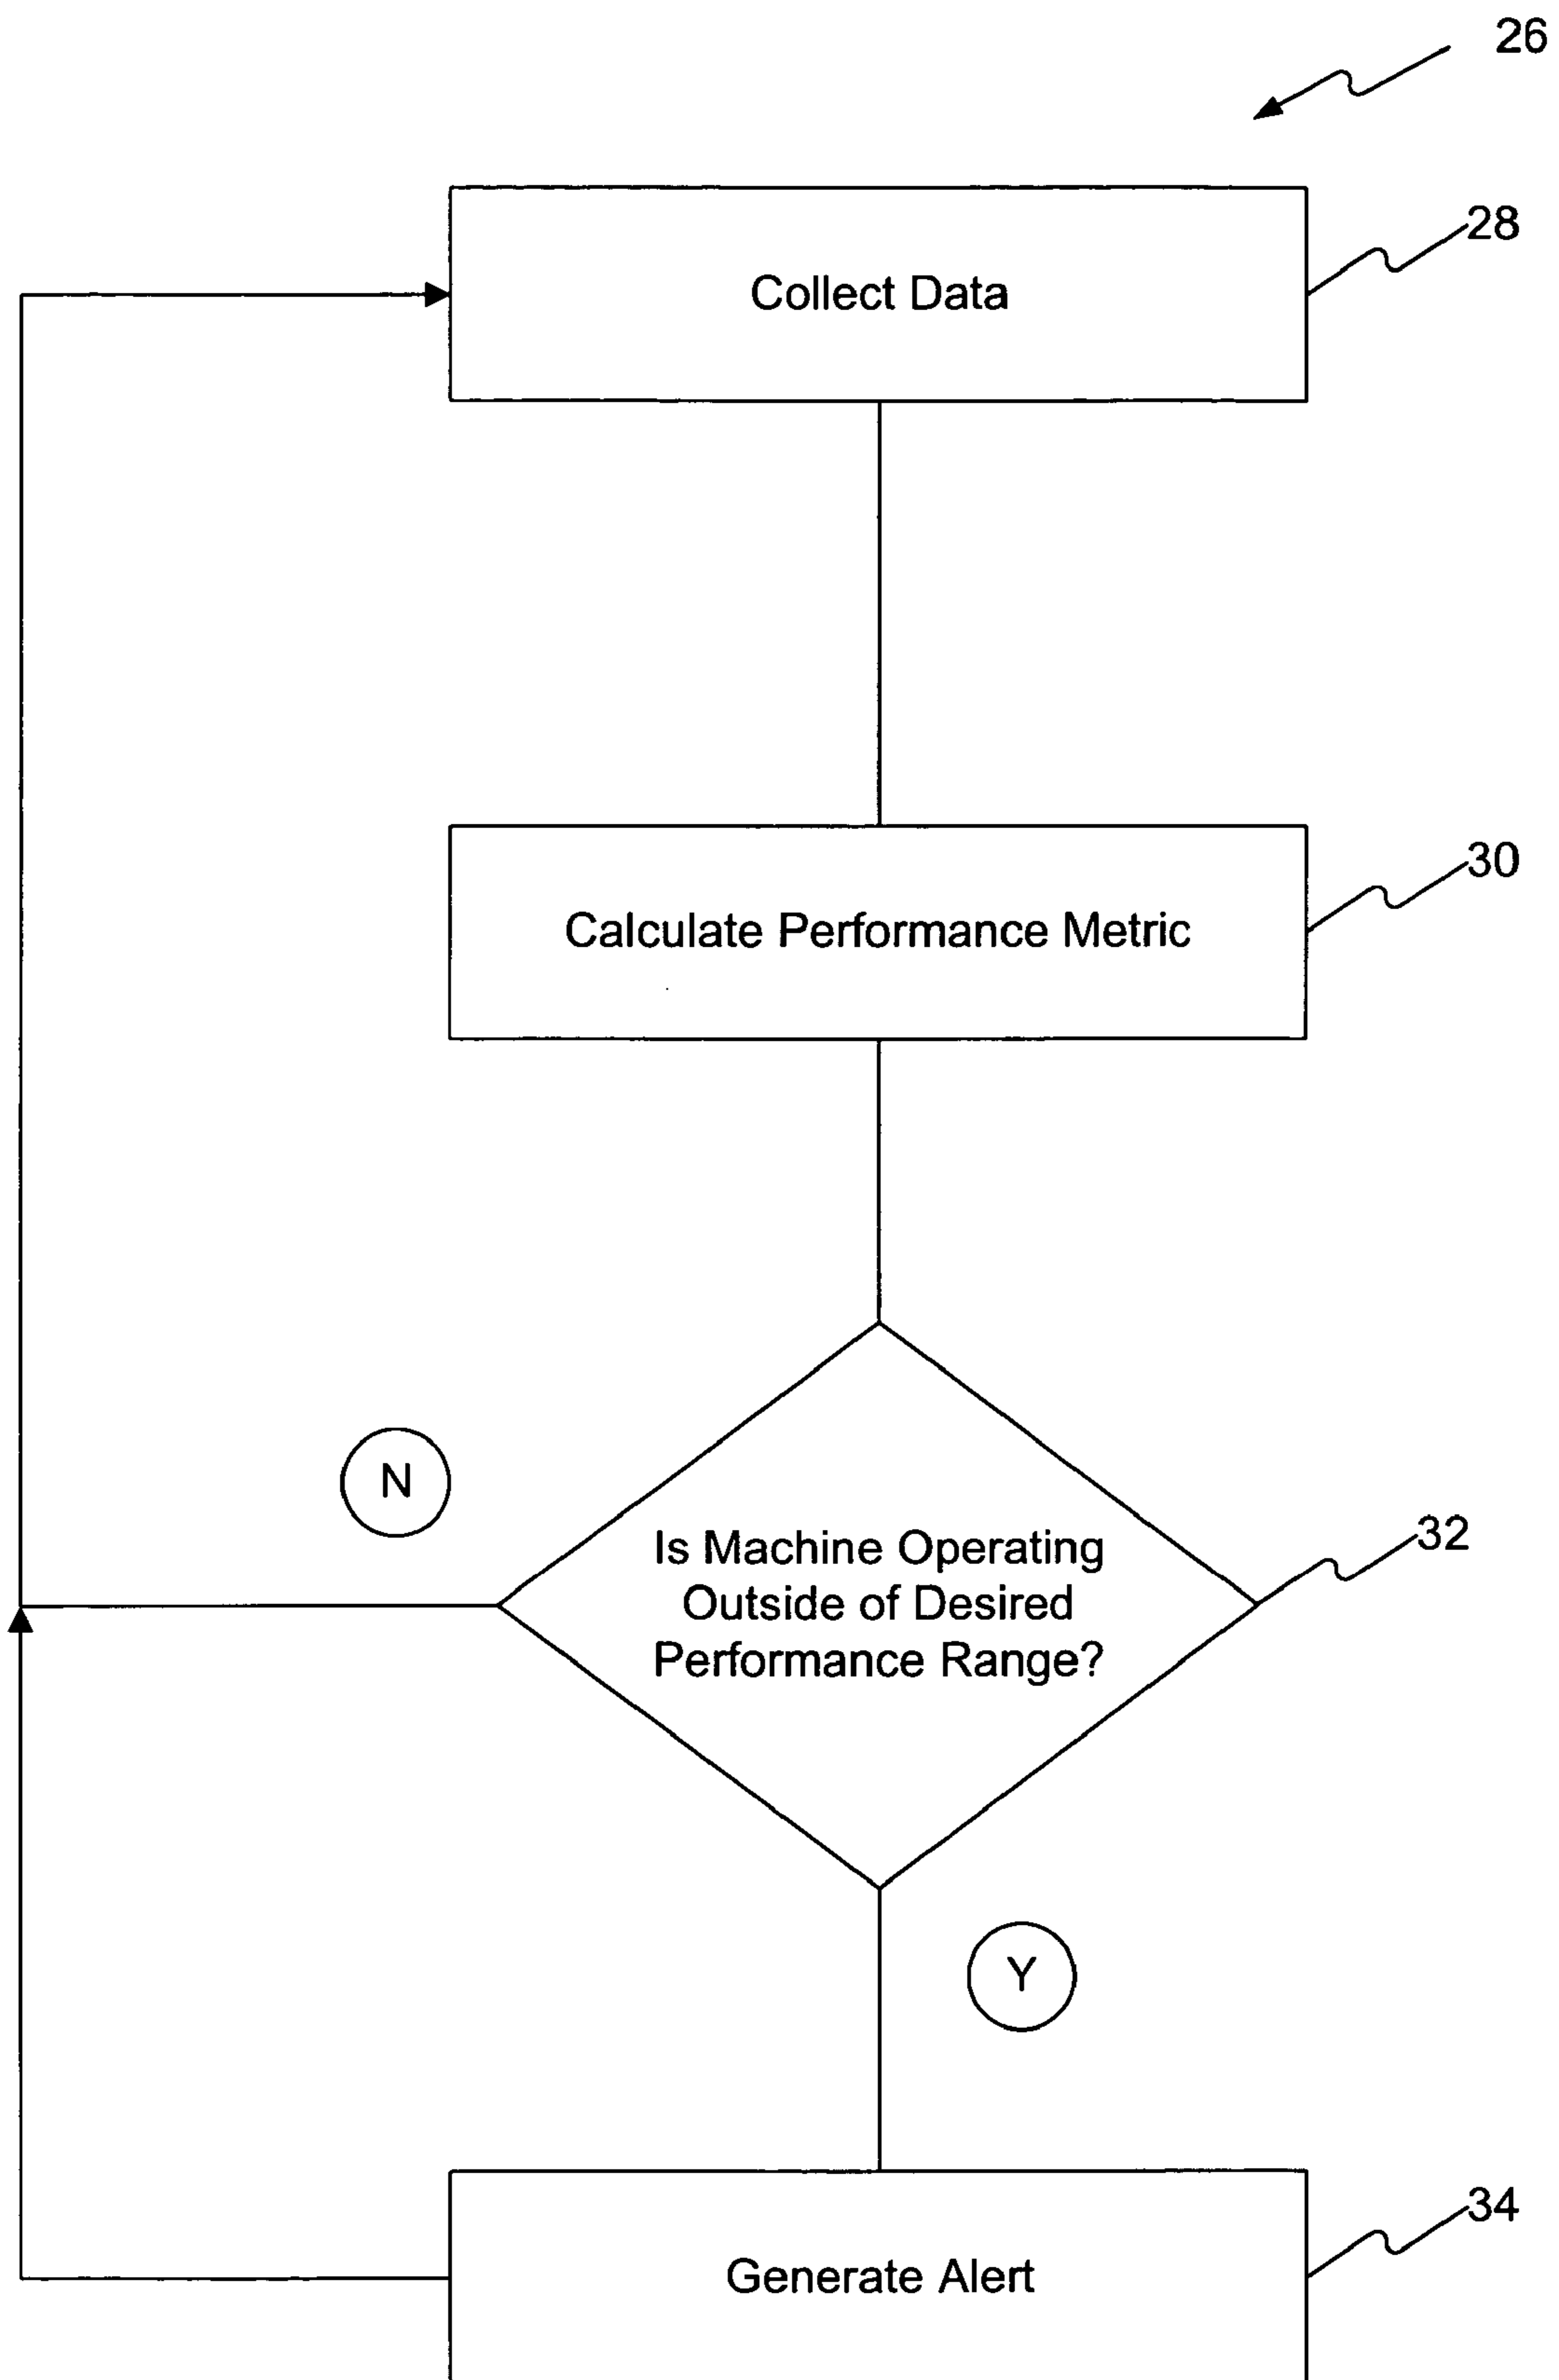 26
28
Collect Data
30
Calculate Performance Metric
N
Is Machine Operating
Outside of Desired
Performance Range?
32
Y
34
Generate Alert